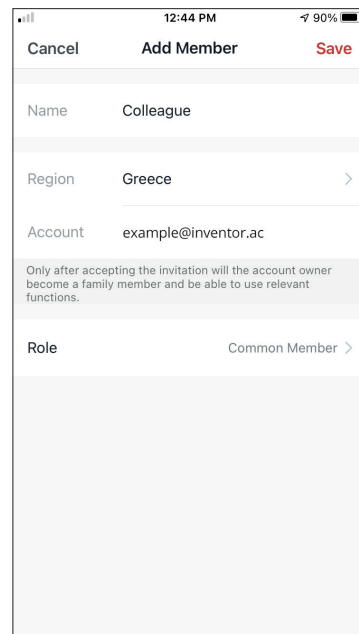 12:44 PM 90%
Cancel Add Member Save
Name Colleague
Region Greece
Account example@inventor.ac
Only after accepting the invitation will the account owner
become a family member and be able to use relevant
functions.
Role Common Member